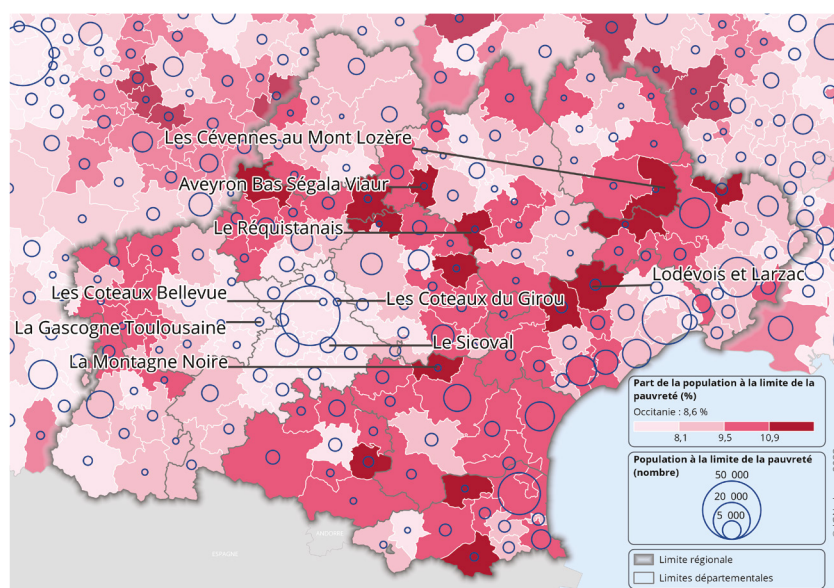 Les Cévennes au Mont Lozère
Aveyron Bas Ségala Viaur
Le Réquistanais
Lodévois et Larzac
Les Coteaux Bellevue
Les Coteaux du Girou
La Gascogne Toulousaine
Le Sicoval
La Montagne Noire
Part de la population à la limite de la
pauvreté (%)
Occitanie : 8,6 %
8,1 9,5 10,9
Population à la limite de la pauvreté
(nombre)
50 000
20 000
5 000
Limite régionale
Limites départementales
ANDORRE
ESPAGNE